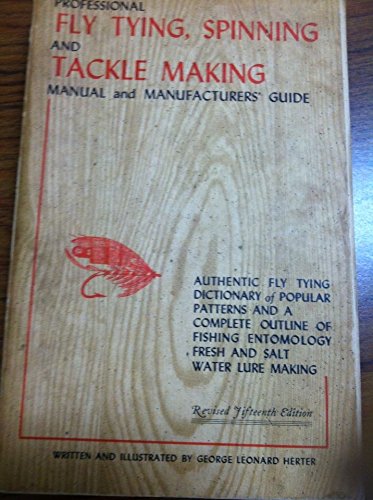 PROFESSIONAL
FLY TYING, SPINNING
AND
TACKLE MAKING
MANUAL and MANUFACTURERS' GUIDE
AUTHENTIC FLY TYING
DICTIONARY of POPULAR
PATTERNS AND A
COMPLETE OUTLINE OF
FISHING ENTOMOLOGY
FRESH AND SALT
WATER LURE MAKING
Revised Fifteenth Edition
WRITTEN AND ILLUSTRATED BY GEORGE LEONARD HERTER